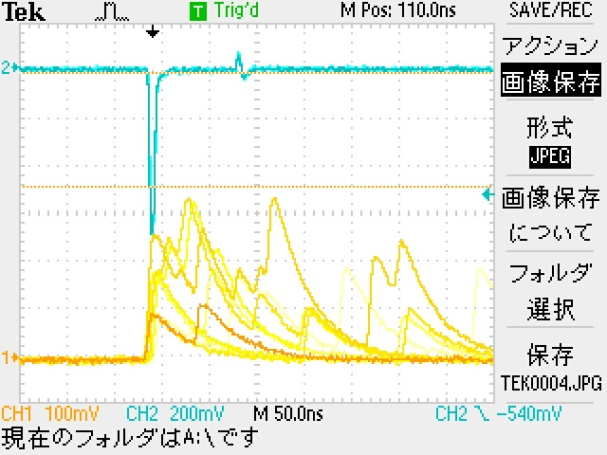 Tek T Trig'd M Pos: 110.0ns SAVE/REC
アクション
画像保存
2
形式
JPEG
画像保存
について
フォルダ
選択
1
保存
TEK0004.JPG
CH1 100mV CH2 200mV M 50.0ns CH2 -540mV
現在のフォルダはA:\です